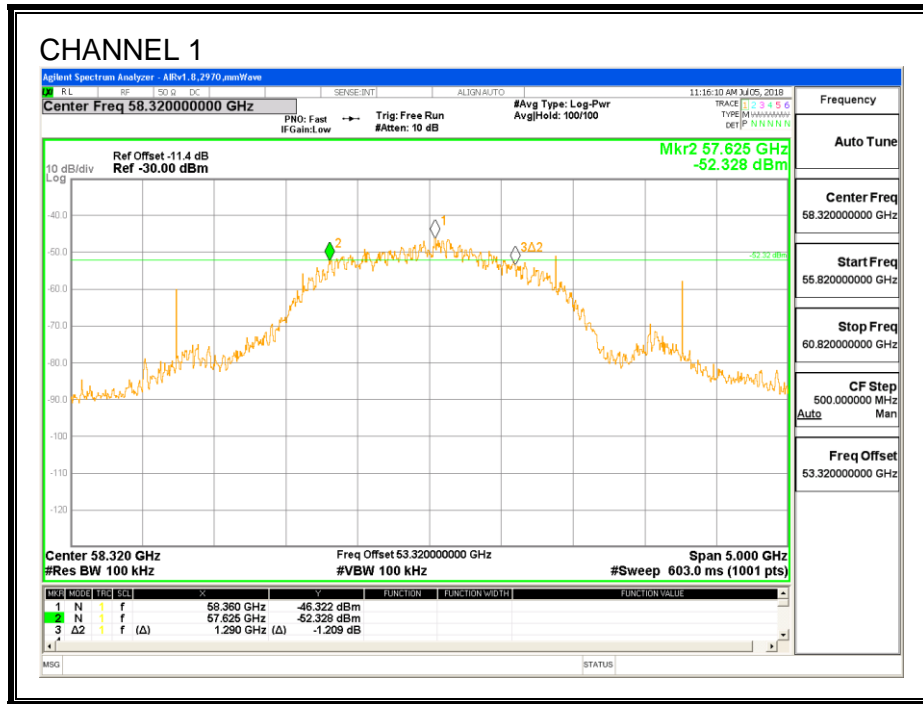 CHANNEL 1
Agilent Spectrum Analyzer - AIRv1.8,2970,mmWave
RL RF 50 Ω DC SENSE:INT ALIGN AUTO 11:16:10 AM Jul 05, 2018
Center Freq 58.320000000 GHz
#Avg Type: Log-Pwr
TRACE 1 2 3 4 5 6
PNO: Fast Trig: Free Run Avg|Hold: 100/100
TYPE M
IFGain:Low #Atten: 10 dB
DET P N N N N N
Mkr2 57.625 GHz
-52.328 dBm
Ref Offset -11.4 dB
10 dB/div Ref -30.00 dBm
Log
-40.0
-50.0
-60.0
-70.0
-80.0
-90.0
-100
-110
-120
1
2
3Δ2
-52.32 dBm
Center 58.320 GHz Freq Offset 53.320000000 GHz Span 5.000 GHz
#Res BW 100 kHz #VBW 100 kHz #Sweep 603.0 ms (1001 pts)
MKR MODE TRC SCL X Y FUNCTION FUNCTION WIDTH FUNCTION VALUE
1 N 1 f 58.360 GHz -46.322 dBm
2 N 1 f 57.625 GHz -52.328 dBm
3 Δ2 1 f (Δ) 1.290 GHz (Δ) -1.209 dB
MSG STATUS
Frequency
Auto Tune
Center Freq
58.320000000 GHz
Start Freq
55.820000000 GHz
Stop Freq
60.820000000 GHz
CF Step
500.000000 MHz
Auto Man
Freq Offset
53.320000000 GHz